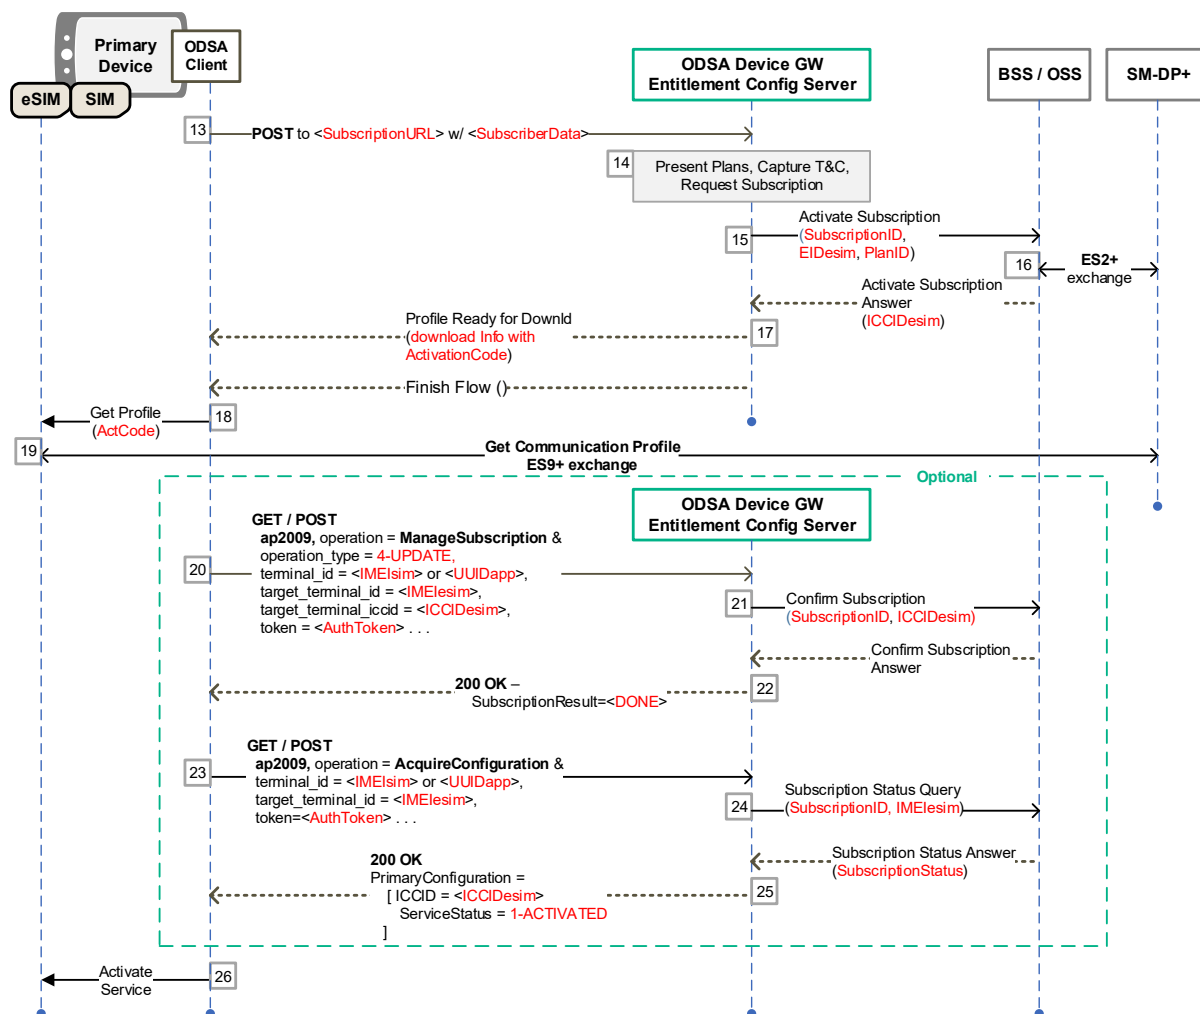 Primary
Device
ODSA
Client
eSIM
SIM
ODSA Device GW
Entitlement Config Server
BSS / OSS
SM-DP+
13
POST to <SubscriptionURL> w/ <SubscriberData>
14
Present Plans, Capture T&C,
Request Subscription
15
Activate Subscription
(SubscriptionID,
EIDesim, PlanID)
16
ES2+
exchange
Activate Subscription
Answer
(ICCIDesim)
17
Profile Ready for Downld
(download Info with
ActivationCode)
Finish Flow ()
18
Get Profile
(ActCode)
19
Get Communication Profile
ES9+ exchange
Optional
ODSA Device GW
Entitlement Config Server
20
GET / POST
ap2009, operation = ManageSubscription &
operation_type = 4-UPDATE,
terminal_id = <IMEIsim> or <UUIDapp>,
target_terminal_id = <IMEIesim>,
target_terminal_iccid = <ICCIDesim>,
token = <AuthToken> . . .
21
Confirm Subscription
(SubscriptionID, ICCIDesim)
Confirm Subscription
Answer
22
200 OK –
SubscriptionResult=<DONE>
23
GET / POST
ap2009, operation = AcquireConfiguration &
terminal_id = <IMEIsim> or <UUIDapp>,
target_terminal_id = <IMEIesim>,
token=<AuthToken> . . .
24
Subscription Status Query
(SubscriptionID, IMEIesim)
Subscription Status Answer
(SubscriptionStatus)
25
200 OK
PrimaryConfiguration =
[ ICCID = <ICCIDesim>
ServiceStatus = 1-ACTIVATED
]
26
Activate
Service